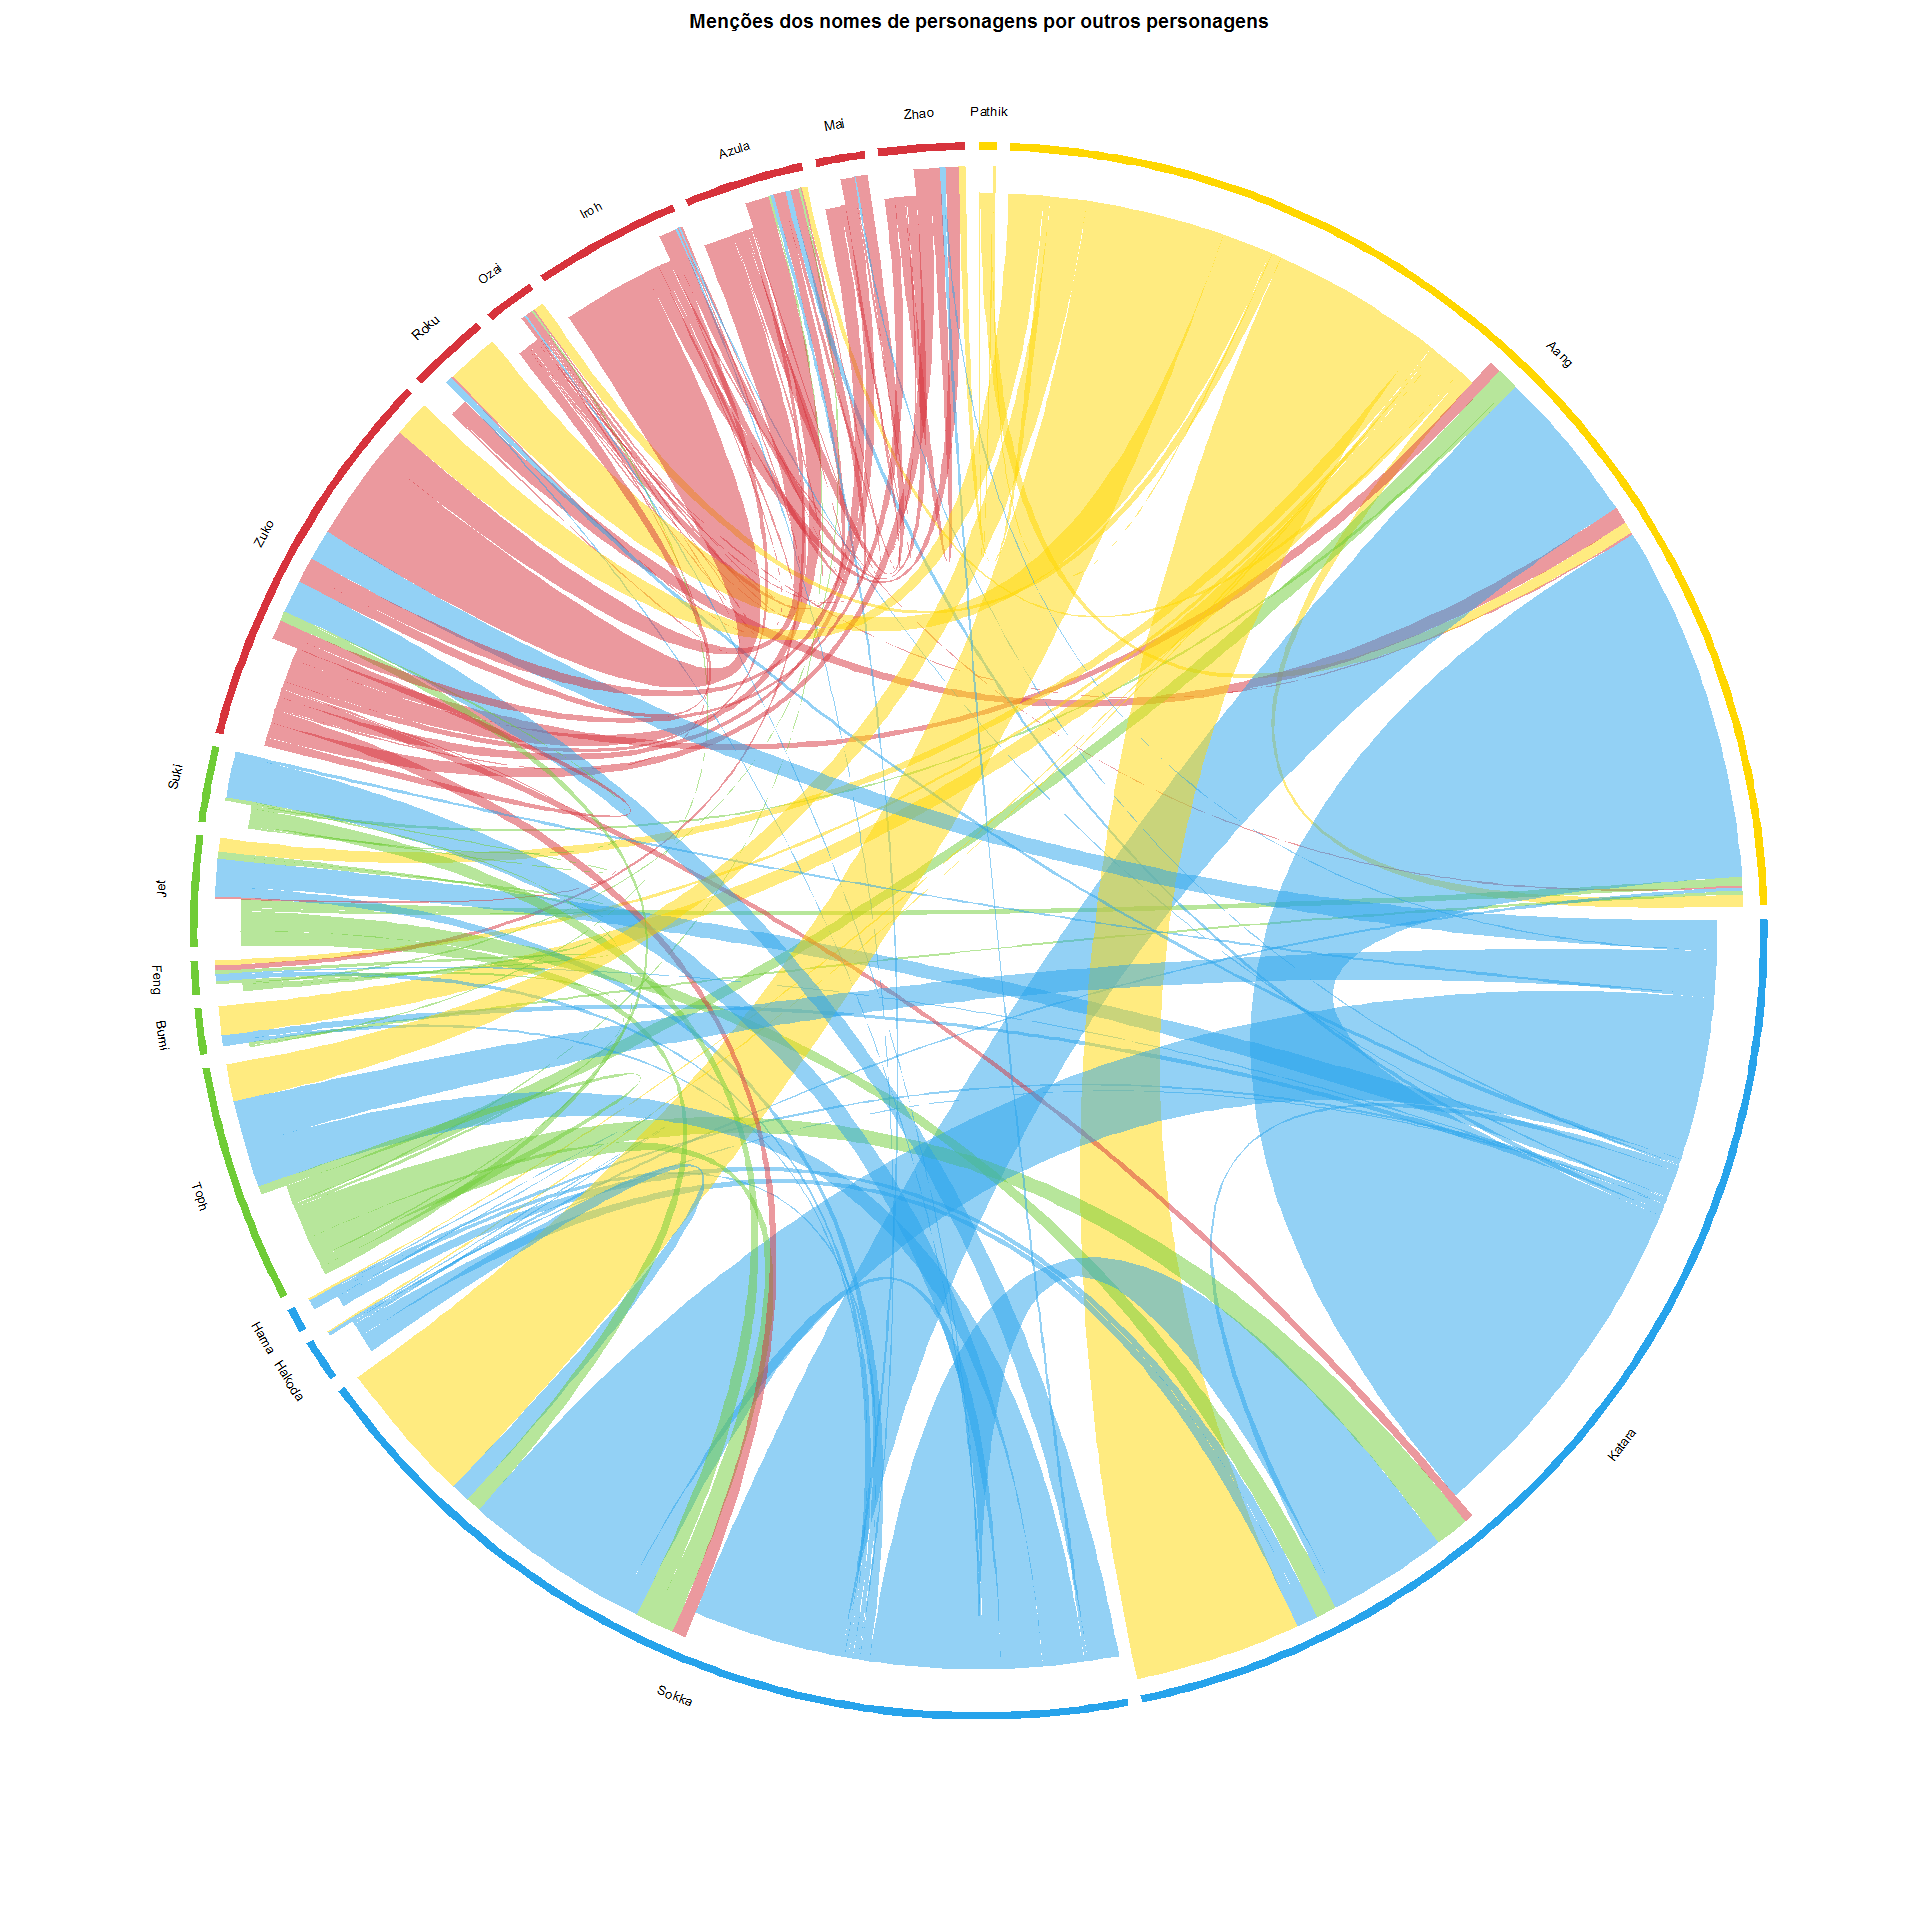 Menções dos nomes de personagens por outros personagens
Pathik
Zhao
Mai
Azula
Iroh
Ozai
Roku
Zuko
Suki
Jet
Feng
Bumi
Toph
Hama
Hakoda
Sokka
Katara
Aang